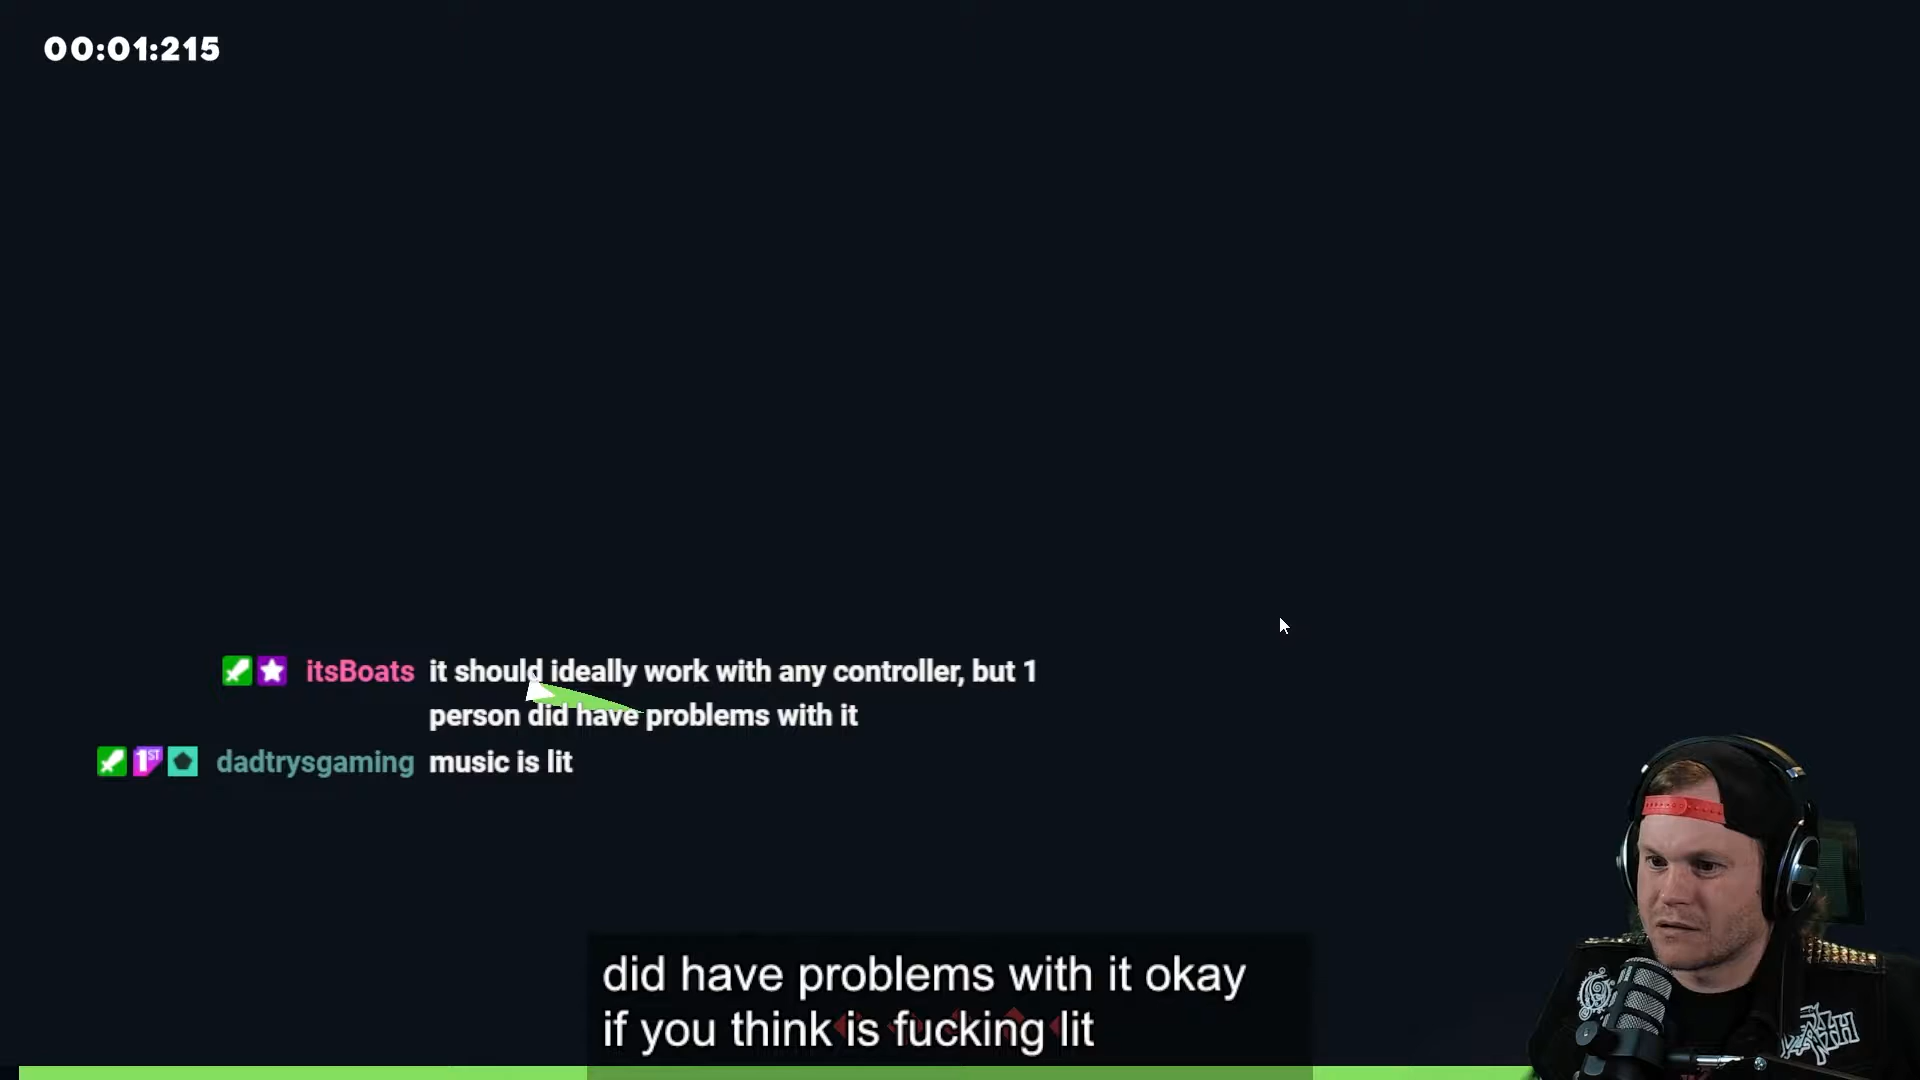 00:01:215
itsBoats it should ideally work with any controller, but 1
person did have problems with it
1ST dadtrysgaming music is lit
did have problems with it okay
if you think is fucking lit